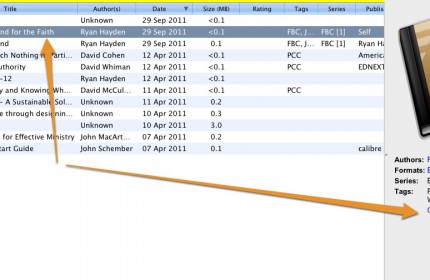 Title Author(s) Date Size (MB) Rating Tags Series Publis
Unknown 29 Sep 2011 <0.1
nd for the Faith Ryan Hayden 29 Sep 2011 <0.1 FBC, J... FBC [1] Self
nd Ryan Hayden 29 Sep 2011 0.1 FBC, J... FBC [1] Ryan Ha
ch Nothing Parti... David Cohen 12 Apr 2011 <0.1 PCC America
uthority David Whiman 12 Apr 2011 <0.1 PCC EDNEXT
-12 Ryan Hayden 12 Apr 2011 <0.1
y and Knowing Wh... David McCul... 11 Apr 2011 <0.1 PCC
- A Sustainable Sol... Unknown 11 Apr 2011 0.2
e through designin... Unknown 10 Apr 2011 0.3
Unknown 10 Apr 2011 3.0
for Effective Ministry John MacArt... 07 Apr 2011 0.2
tart Guide John Schember 07 Apr 2011 0.1 calibre
Authors:
Formats:
Series:
Tags: